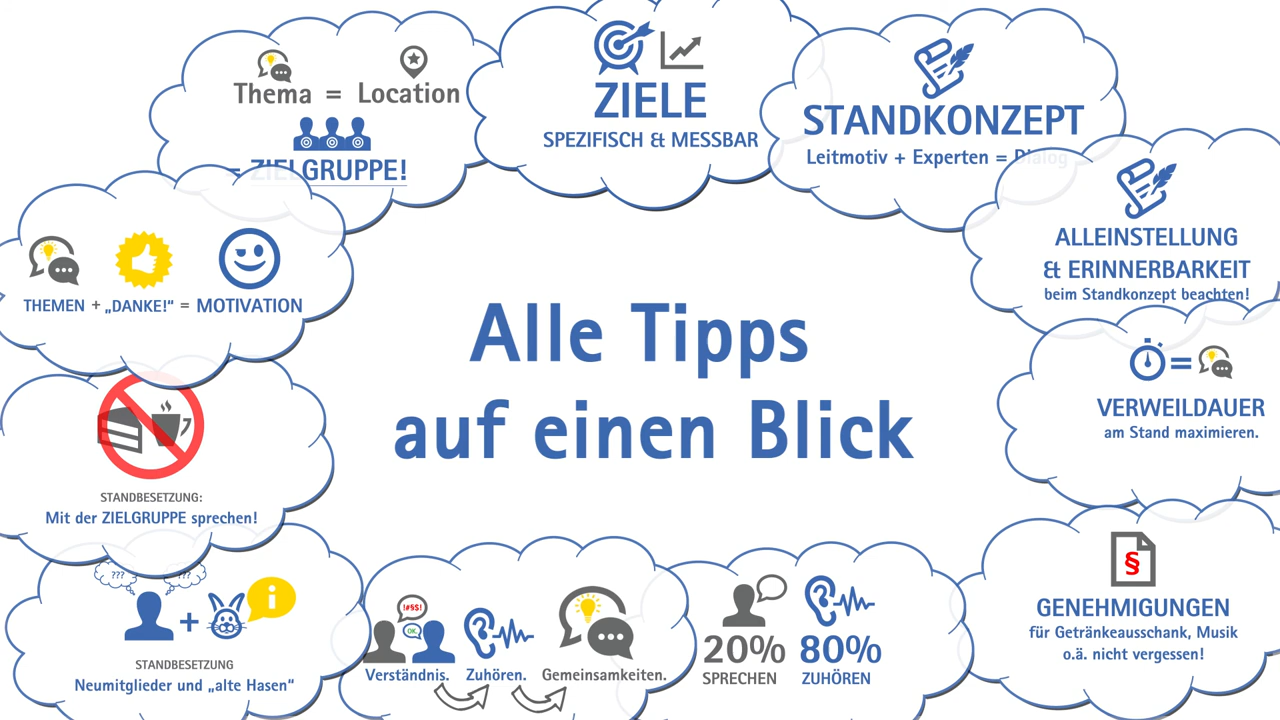 Thema = Location
= ZIELGRUPPE!
ZIELE
SPEZIFISCH & MESSBAR
STANDKONZEPT
Leitmotiv + Experten = Dialog
ALLEINSTELLUNG
& ERINNERBARKEIT
beim Standkonzept beachten!
THEMEN + „DANKE!“ = MOTIVATION
Alle Tipps
auf einen Blick
=
VERWEILDAUER
am Stand maximieren.
STANDBESETZUNG:
Mit der ZIELGRUPPE sprechen!
§
GENEHMIGUNGEN
für Getränkeausschank, Musik
o.ä. nicht vergessen!
??? ???
+ i
STANDBESETZUNG
Neumitglieder und „alte Hasen“
!#§$!
OK.
Verständnis. Zuhören. Gemeinsamkeiten.
20% 80%
SPRECHEN ZUHÖREN